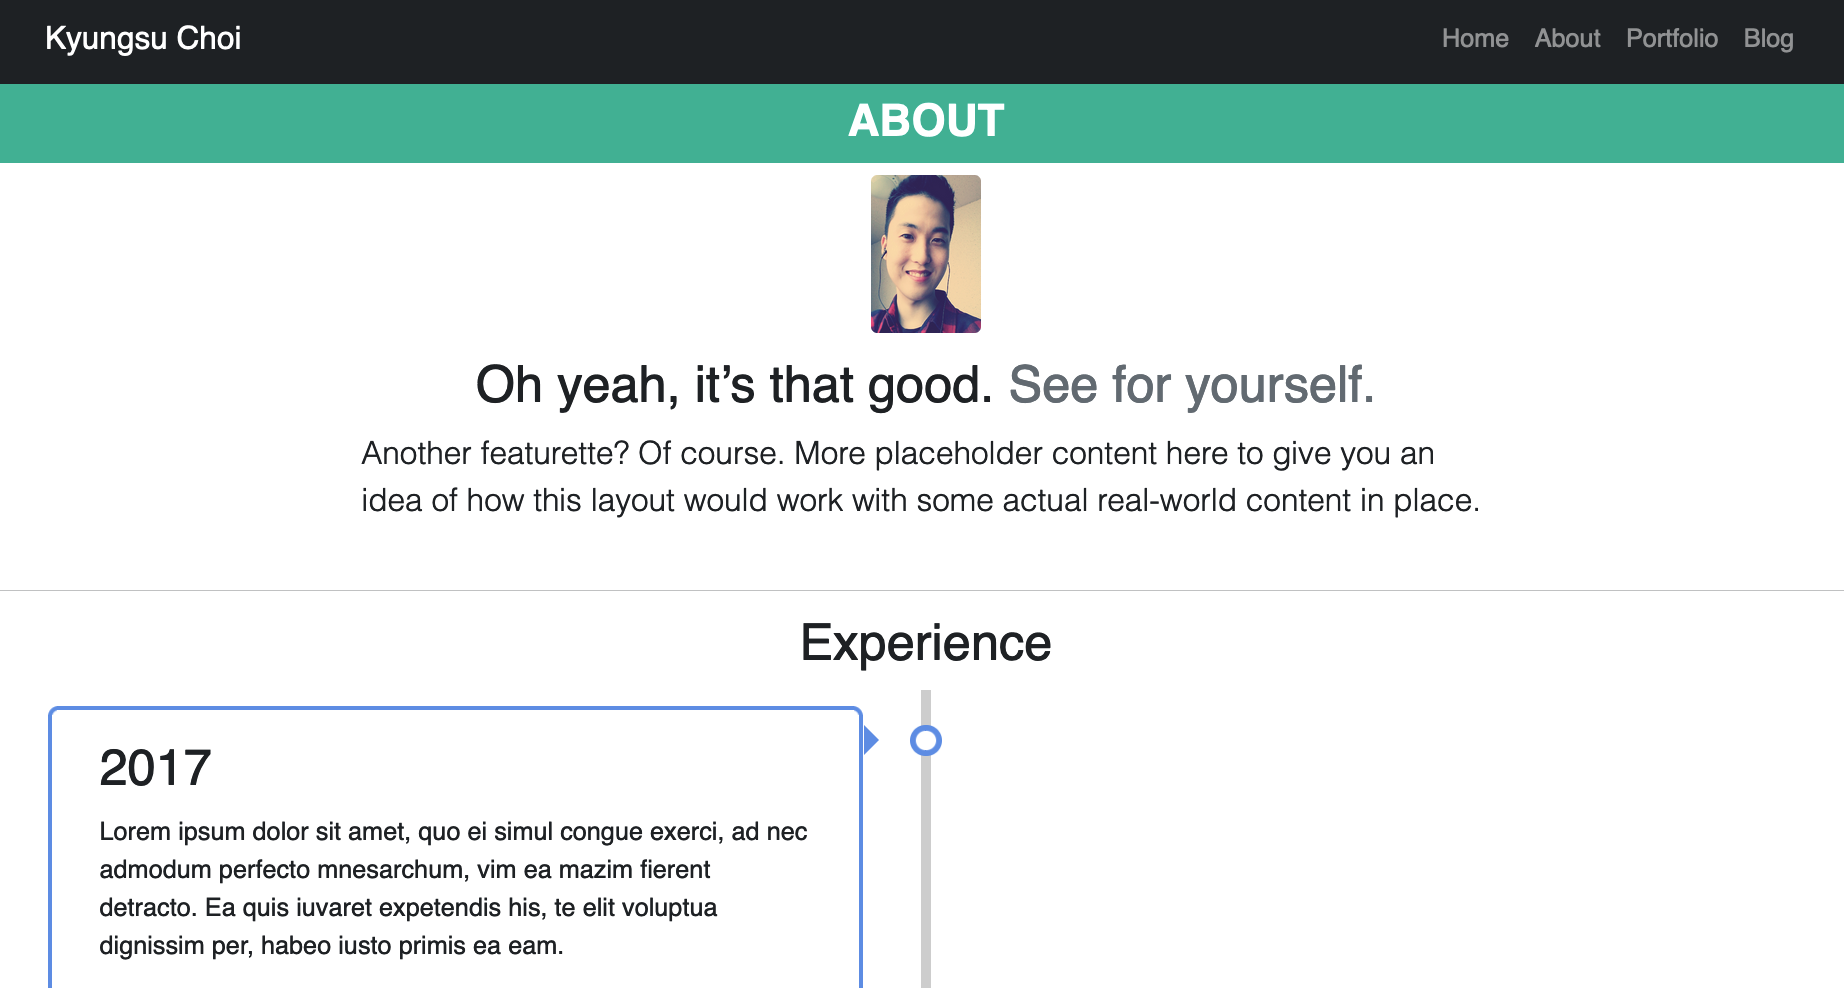 Kyungsu Choi
Home About Portfolio Blog
ABOUT
Oh yeah, it’s that good. See for yourself.
Another featurette? Of course. More placeholder content here to give you an
idea of how this layout would work with some actual real-world content in place.
Experience
2017
Lorem ipsum dolor sit amet, quo ei simul congue exerci, ad nec
admodum perfecto mnesarchum, vim ea mazim fierent
detracto. Ea quis iuvaret expetendis his, te elit voluptua
dignissim per, habeo iusto primis ea eam.